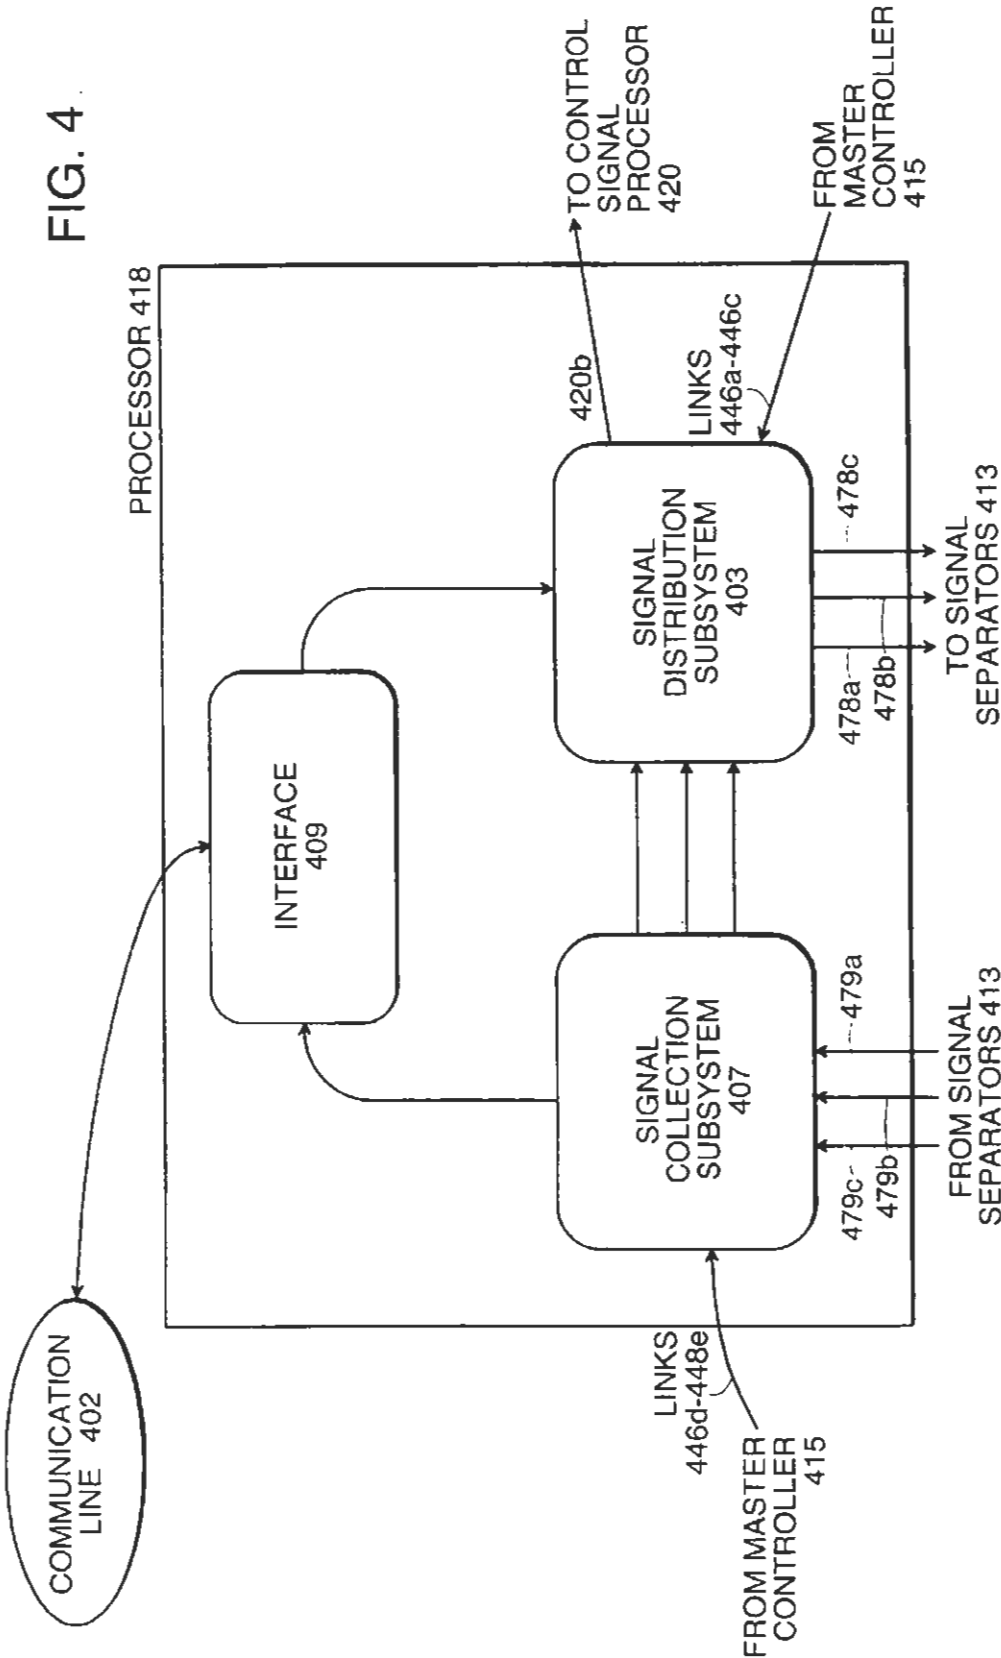 FIG. 4
COMMUNICATION
LINE 402
PROCESSOR 418
INTERFACE
409
SIGNAL
COLLECTION
SUBSYSTEM
407
SIGNAL
DISTRIBUTION
SUBSYSTEM
403
420b
TO CONTROL
SIGNAL
PROCESSOR
420
LINKS
446a-446c
FROM
MASTER
CONTROLLER
415
LINKS
446d-448e
FROM MASTER
CONTROLLER
415
479c
479b
479a
FROM SIGNAL
SEPARATORS 413
478a
478b
478c
TO SIGNAL
SEPARATORS 413